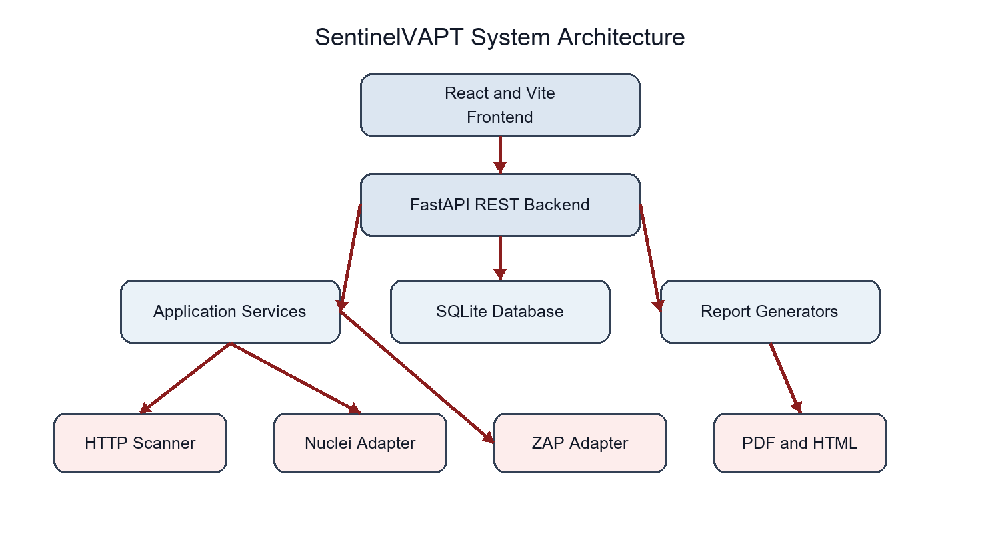 SentinelVAPT System Architecture
React and Vite
Frontend
FastAPI REST Backend
Application Services
SQLite Database
Report Generators
HTTP Scanner
Nuclei Adapter
ZAP Adapter
PDF and HTML